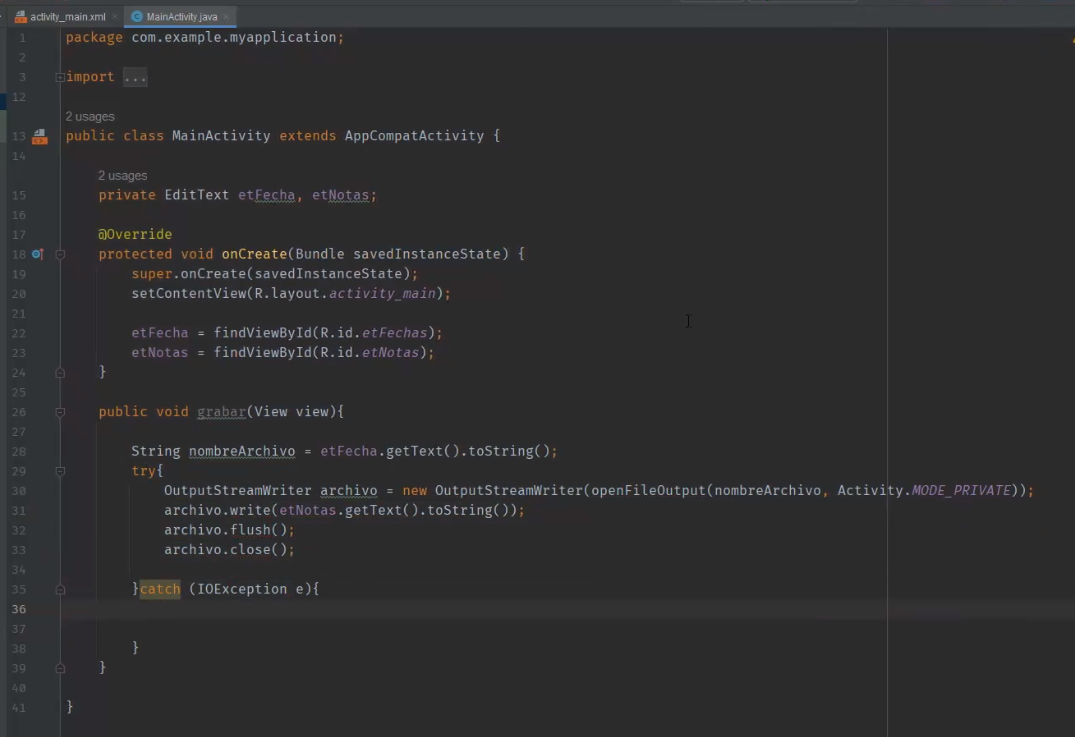 activity_main.xml MainActivity.java
1 package com.example.myapplication;
2
3 import ...
12
2 usages
13 public class MainActivity extends AppCompatActivity {
14
2 usages
15 private EditText etFecha, etNotas;
16
17 @Override
18 protected void onCreate(Bundle savedInstanceState) {
19 super.onCreate(savedInstanceState);
20 setContentView(R.layout.activity_main);
21
22 etFecha = findViewById(R.id.etFechas);
23 etNotas = findViewById(R.id.etNotas);
24 }
25
26 public void grabar(View view){
27
28 String nombreArchivo = etFecha.getText().toString();
29 try{
30 OutputStreamWriter archivo = new OutputStreamWriter(openFileOutput(nombreArchivo, Activity.MODE_PRIVATE));
31 archivo.write(etNotas.getText().toString());
32 archivo.flush();
33 archivo.close();
34
35 }catch (IOException e){
36
37
38 }
39 }
40
41 }